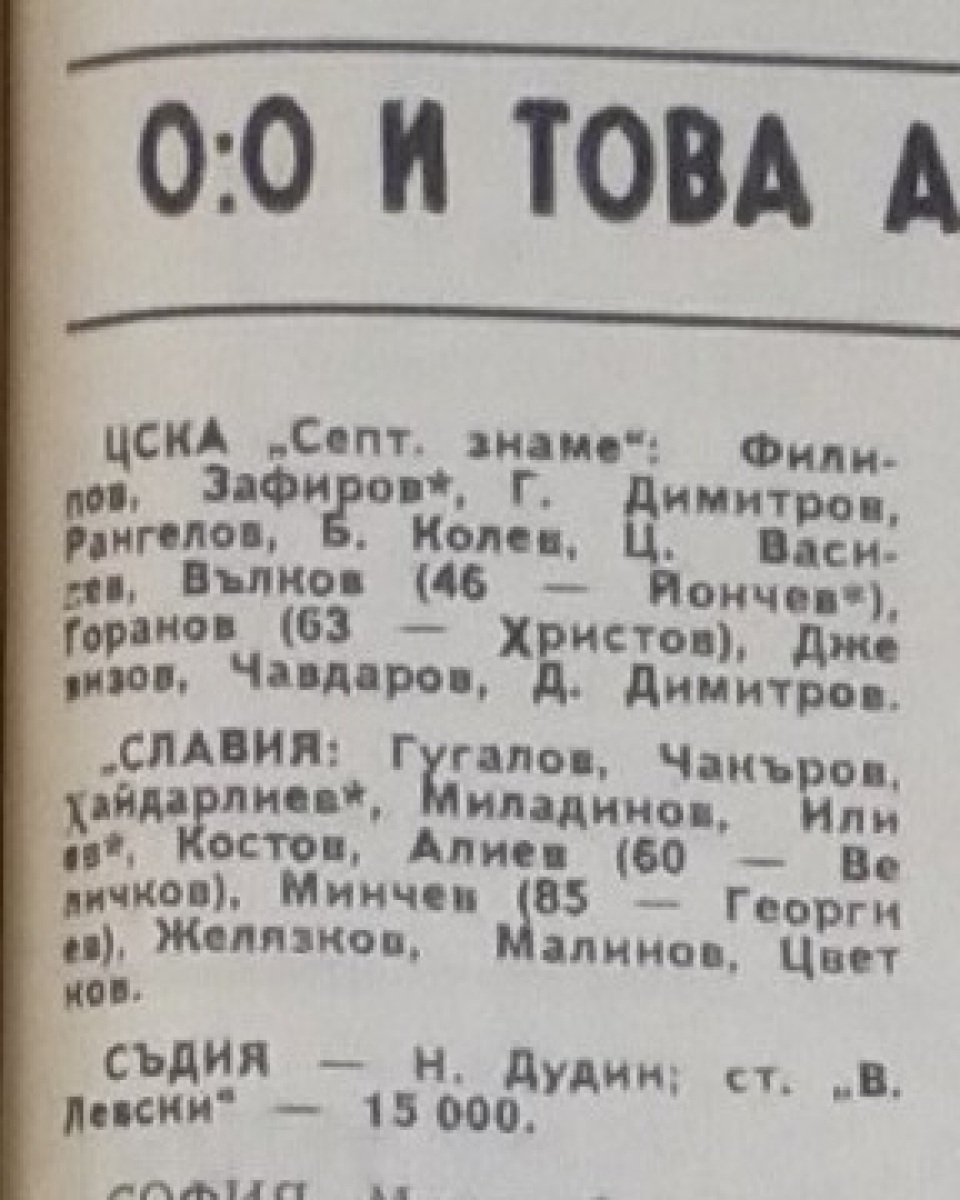 0:0 И ТОВА А
ЦСКА „Септ. знаме“: Фили-
пов, Зафиров*, Г. Димитров,
Рангелов, Б. Колев, Ц. Васи-
лев, Вълков (46 — Йончев*),
Горанов (63 — Христов), Дже
визов, Чавдаров, Д. Димитров.
„СЛАВИЯ: Гугалов, Чакъров,
Хайдарлиев*, Миладинов, Или
ев*, Костов, Алиев (60 — Ве
личков), Минчев (85 — Георги
ев), Желязков, Малинов, Цвет
ков.
СЪДИЯ — Н. Дудин; ст. „В.
Левски“ — 15 000.
СОФИЯ